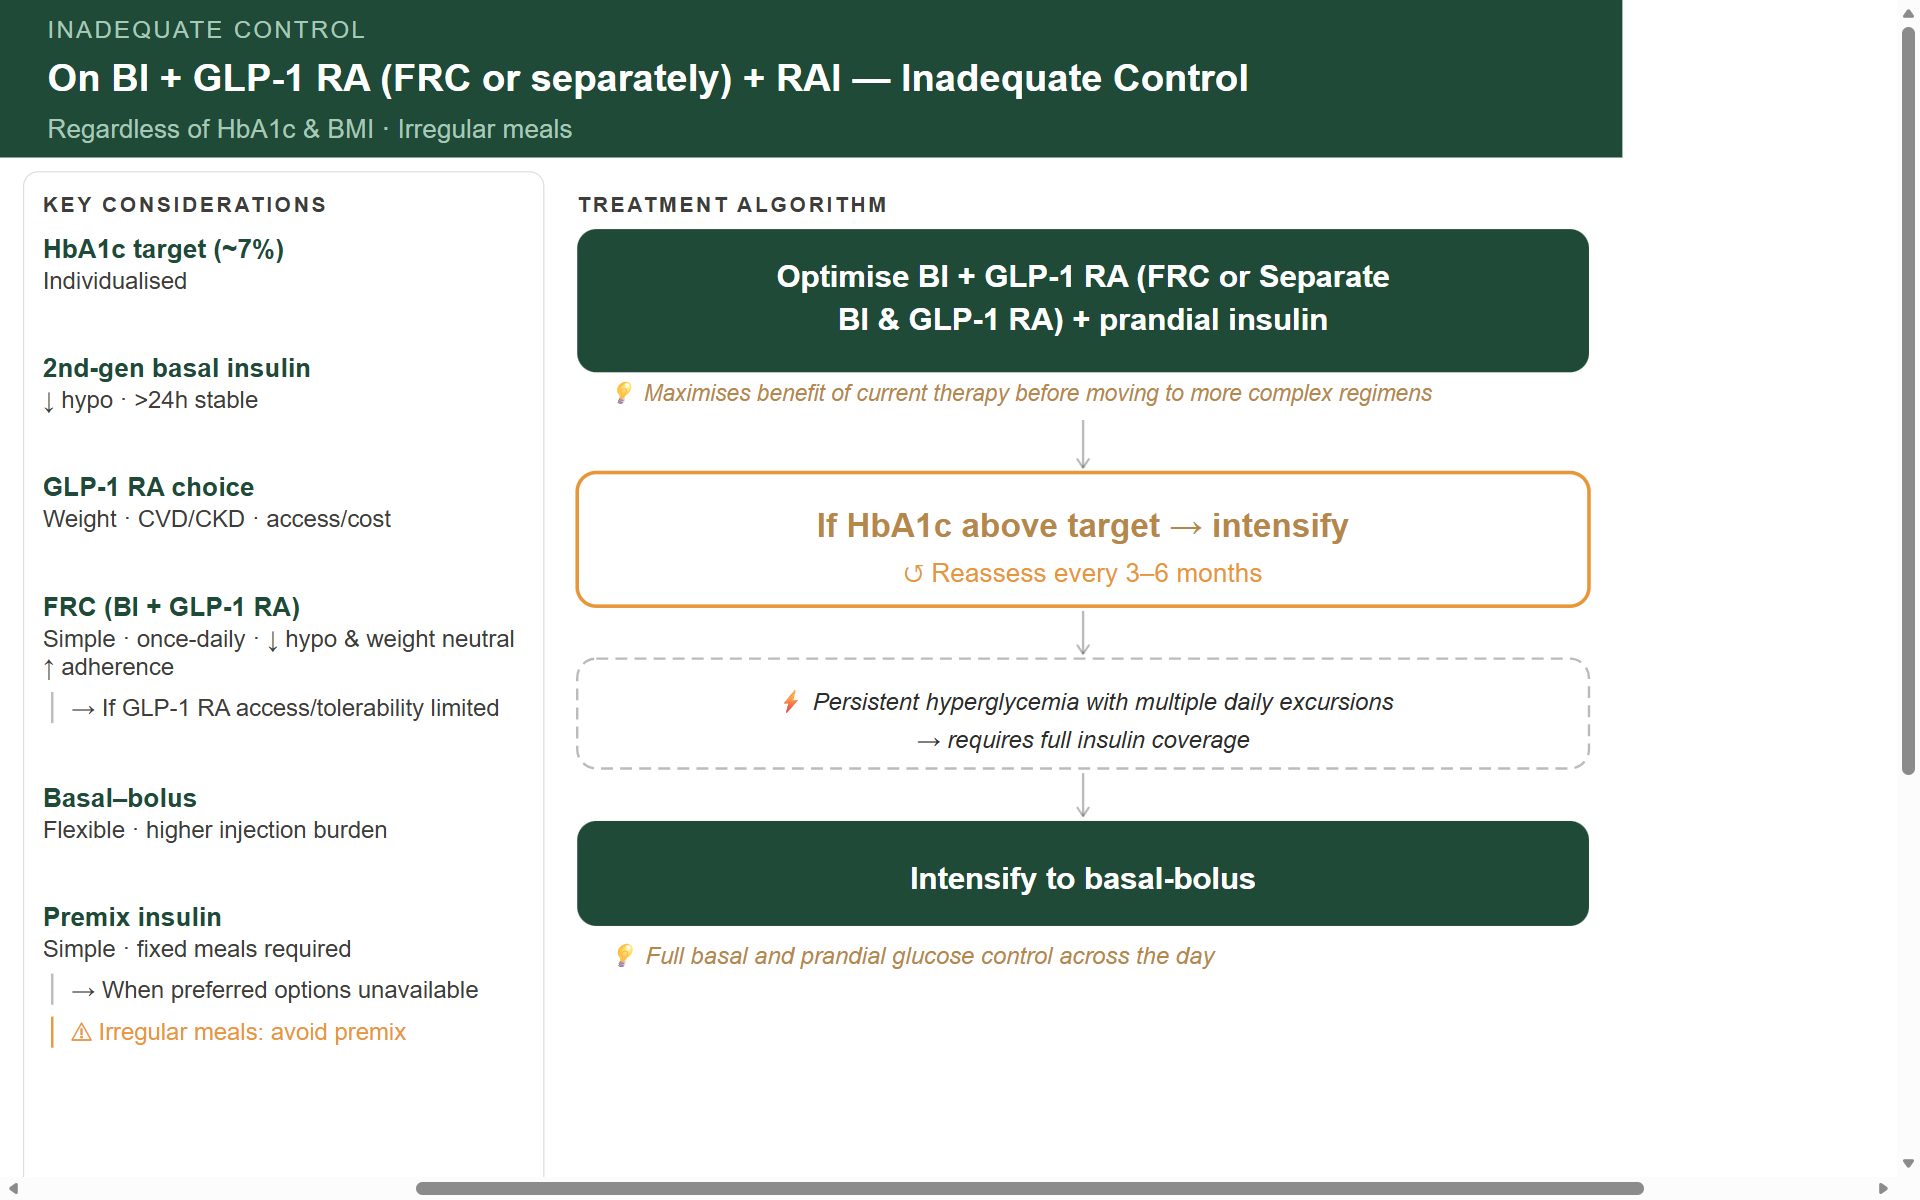 INADEQUATE CONTROL
On BI + GLP-1 RA (FRC or separately) + RAI — Inadequate Control
Regardless of HbA1c & BMI · Irregular meals
KEY CONSIDERATIONS
HbA1c target (~7%)
Individualised
2nd-gen basal insulin
↓ hypo · >24h stable
GLP-1 RA choice
Weight · CVD/CKD · access/cost
FRC (BI + GLP-1 RA)
Simple · once-daily · ↓ hypo & weight neutral
↑ adherence
→ If GLP-1 RA access/tolerability limited
Basal–bolus
Flexible · higher injection burden
Premix insulin
Simple · fixed meals required
→ When preferred options unavailable
⚠ Irregular meals: avoid premix
TREATMENT ALGORITHM
Optimise BI + GLP-1 RA (FRC or Separate
BI & GLP-1 RA) + prandial insulin
💡 Maximises benefit of current therapy before moving to more complex regimens
If HbA1c above target → intensify
↺ Reassess every 3–6 months
⚡ Persistent hyperglycemia with multiple daily excursions
→ requires full insulin coverage
Intensify to basal-bolus
💡 Full basal and prandial glucose control across the day